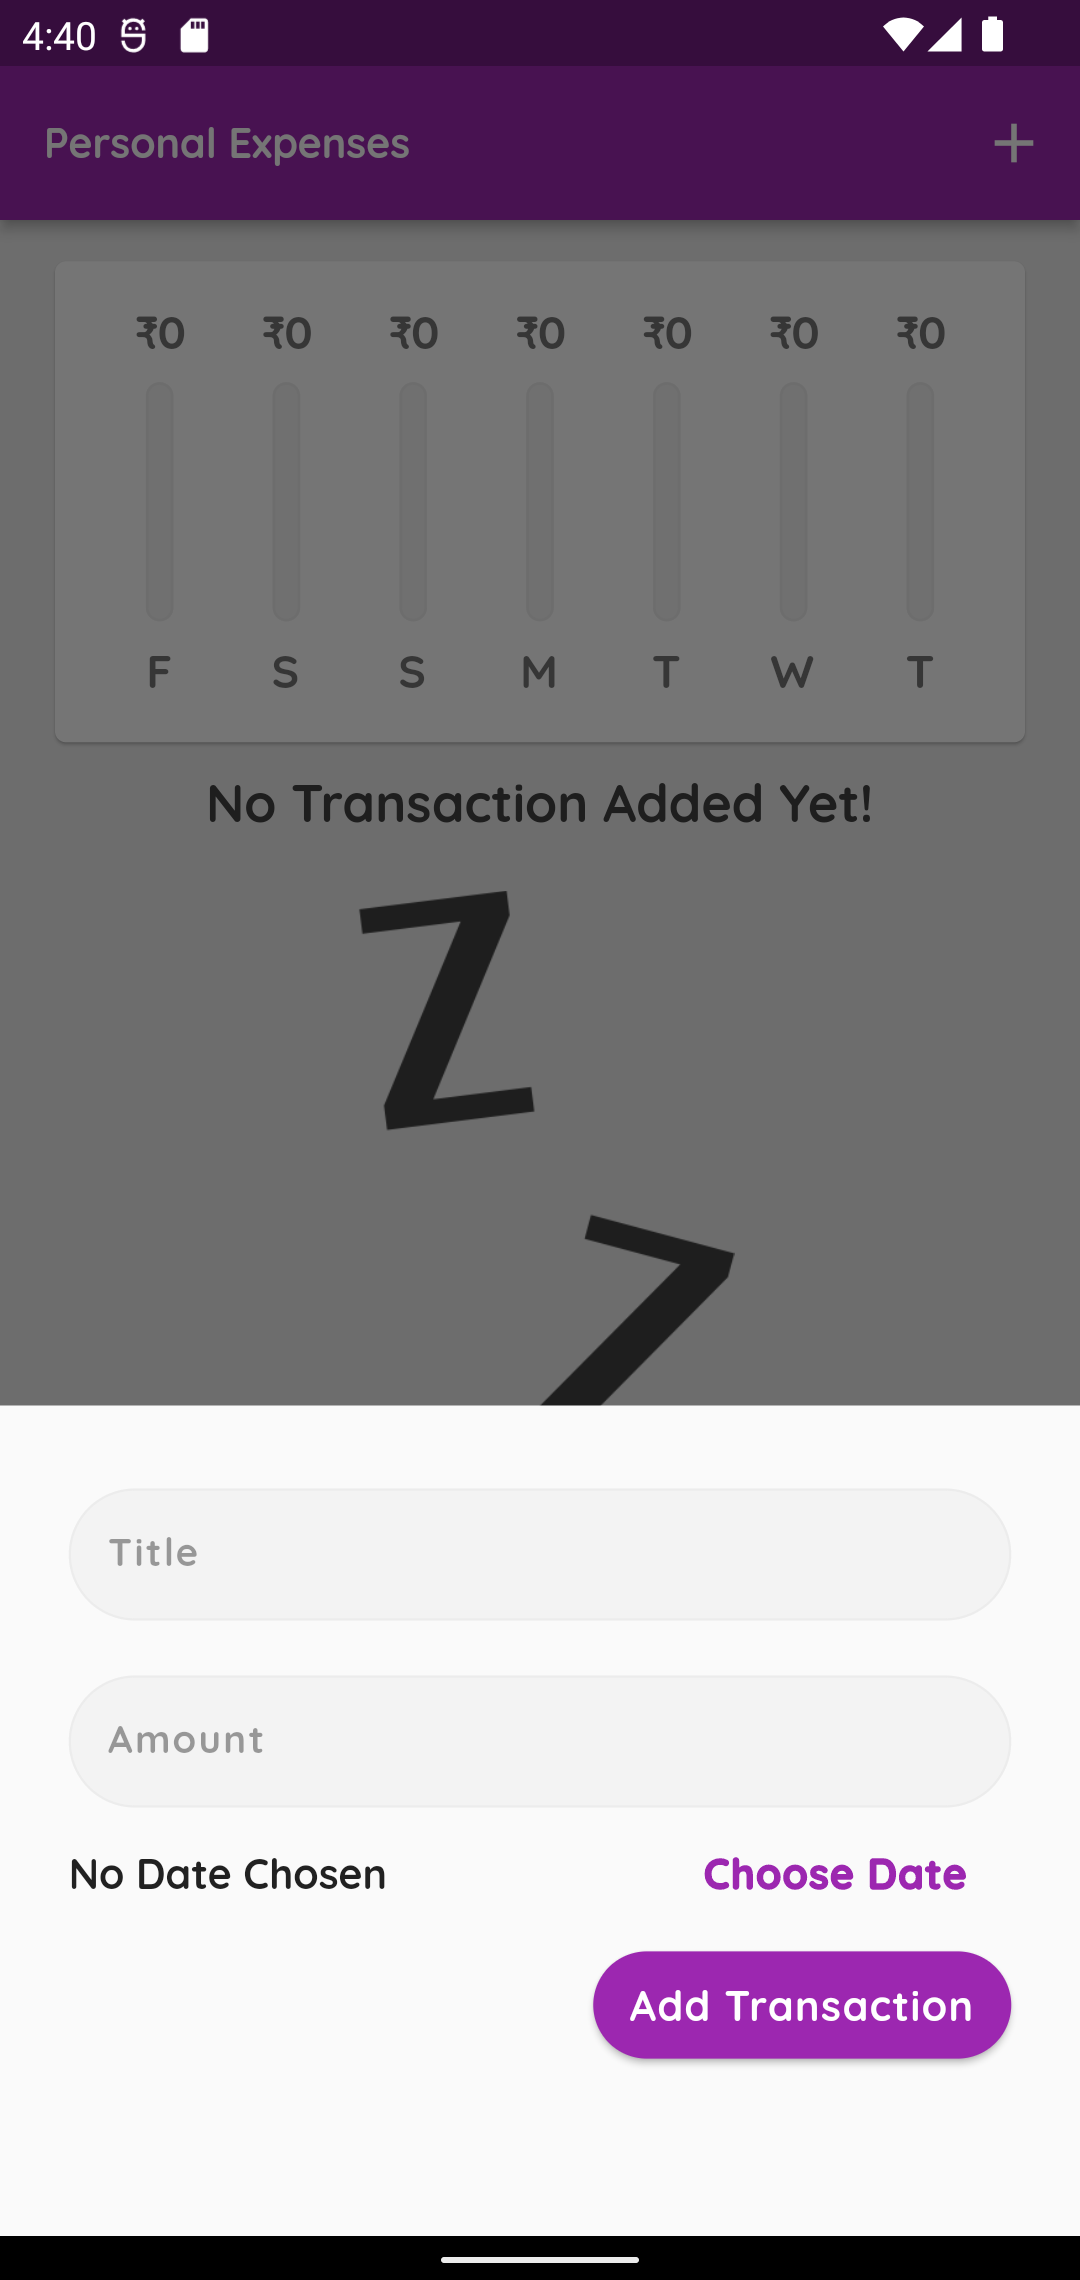 4:40
Personal Expenses
₹0 ₹0 ₹0 ₹0 ₹0 ₹0 ₹0
F S S M T W T
No Transaction Added Yet!
Z
Z
Title
Amount
No Date Chosen Choose Date
Add Transaction